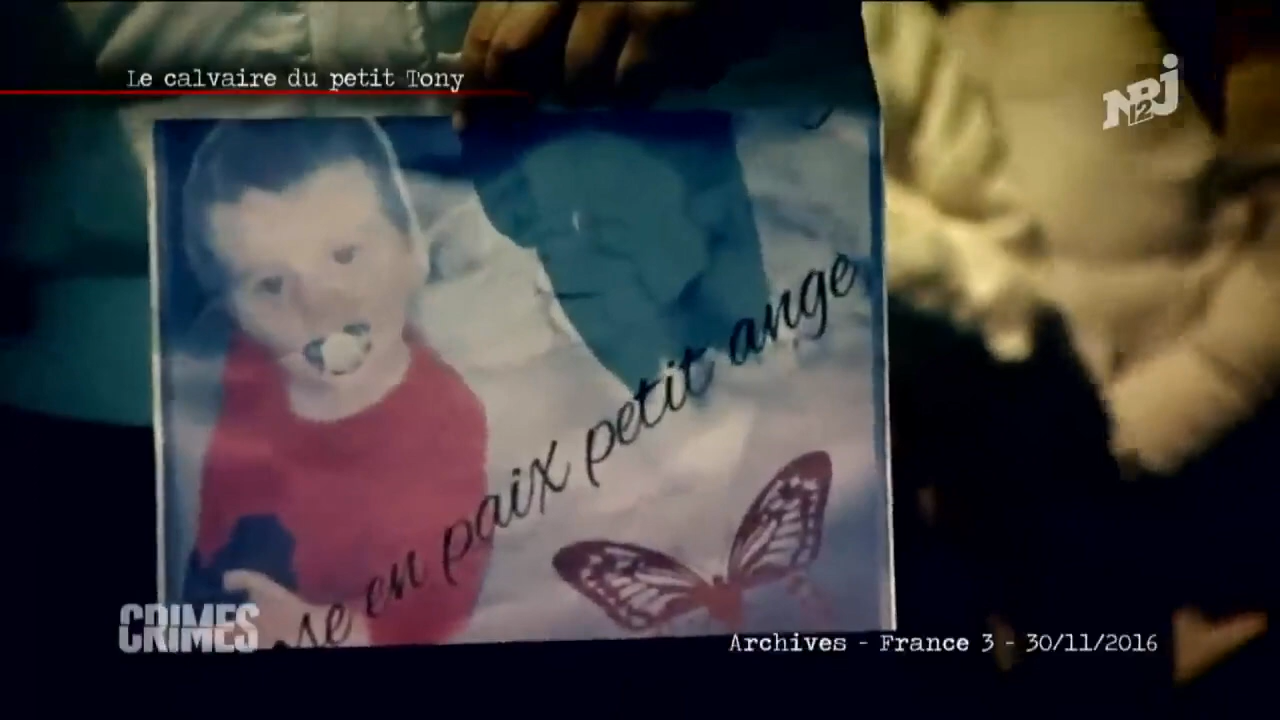 Le calvaire du petit Tony
NRJ
12
se en paix petit ange
CRIMES
Archives - France 3 - 30/11/2016